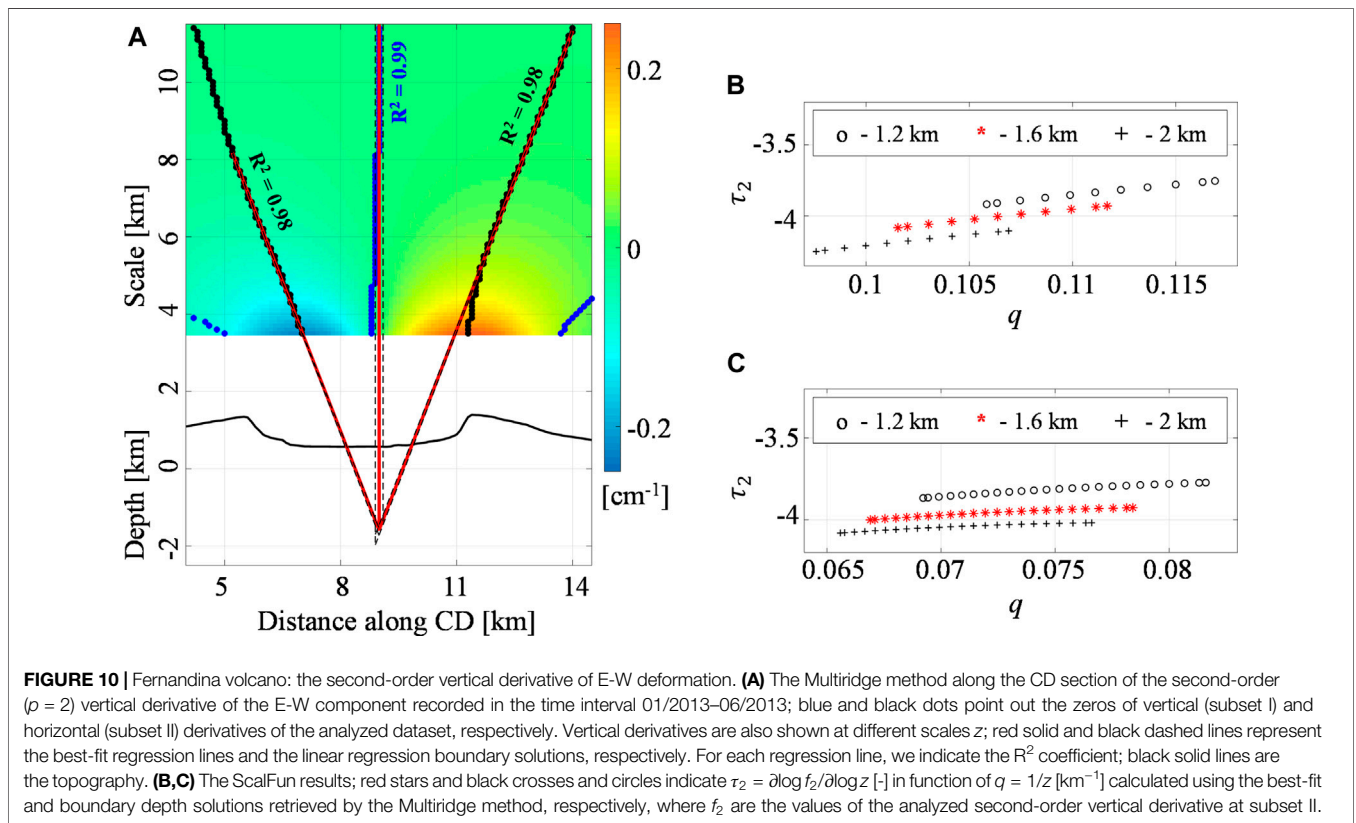 A
R² = 0.98
R² = 0.99
R² = 0.98
10
8
6
4
2
0
-2
Scale [km]
Depth [km]
5
8
11
14
Distance along CD [km]
0.2
0
-0.2
[cm⁻¹]
B
o - 1.2 km * - 1.6 km + - 2 km
-3.5
-4
τ₂
0.1
0.105
0.11
0.115
q
C
o - 1.2 km * - 1.6 km + - 2 km
-3.5
-4
τ₂
0.065
0.07
0.075
0.08
q
FIGURE 10 | Fernandina volcano: the second-order vertical derivative of E-W deformation. (A) The Multiridge method along the CD section of the second-order
(p = 2) vertical derivative of the E-W component recorded in the time interval 01/2013–06/2013; blue and black dots point out the zeros of vertical (subset I) and
horizontal (subset II) derivatives of the analyzed dataset, respectively. Vertical derivatives are also shown at different scales z; red solid and black dashed lines represent
the best-fit regression lines and the linear regression boundary solutions, respectively. For each regression line, we indicate the R² coefficient; black solid lines are
the topography. (B,C) The ScalFun results; red stars and black crosses and circles indicate τ₂ = ∂log f₂/∂log z [-] in function of q = 1/z [km⁻¹] calculated using the best-fit
and boundary depth solutions retrieved by the Multiridge method, respectively, where f₂ are the values of the analyzed second-order vertical derivative at subset II.